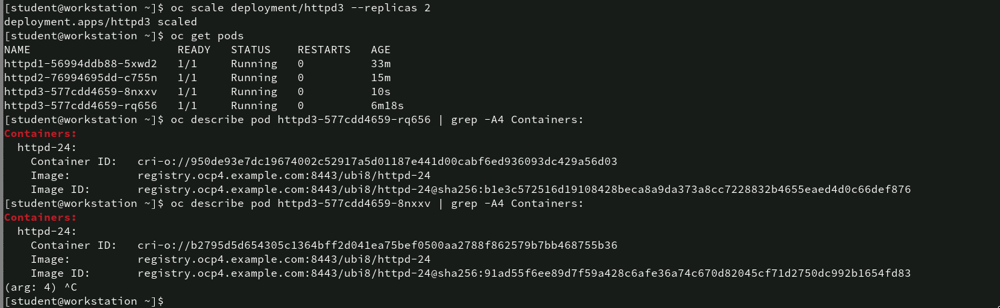 [student@workstation ~]$ oc scale deployment/httpd3 --replicas 2
deployment.apps/httpd3 scaled
[student@workstation ~]$ oc get pods
NAME                      READY   STATUS    RESTARTS   AGE
httpd1-56994ddb88-5xwd2   1/1     Running   0          33m
httpd2-76994695dd-c755n   1/1     Running   0          15m
httpd3-577cdd4659-8nxxv   1/1     Running   0          10s
httpd3-577cdd4659-rq656   1/1     Running   0          6m18s
[student@workstation ~]$ oc describe pod httpd3-577cdd4659-rq656 | grep -A4 Containers:
Containers:
  httpd-24:
    Container ID:   cri-o://950de93e7dc19674002c52917a5d01187e441d00cabf6ed936093dc429a56d03
    Image:          registry.ocp4.example.com:8443/ubi8/httpd-24
    Image ID:       registry.ocp4.example.com:8443/ubi8/httpd-24@sha256:b1e3c572516d19108428beca8a9da373a8cc7228832b4655eaed4d0c66def876
[student@workstation ~]$ oc describe pod httpd3-577cdd4659-8nxxv | grep -A4 Containers:
Containers:
  httpd-24:
    Container ID:   cri-o://b2795d5d654305c1364bff2d041ea75bef0500aa2788f862579b7bb468755b36
    Image:          registry.ocp4.example.com:8443/ubi8/httpd-24
    Image ID:       registry.ocp4.example.com:8443/ubi8/httpd-24@sha256:91ad55f6ee89d7f59a428c6afe36a74c670d82045cf71d2750dc992b1654fd83
(arg: 4) ^C
[student@workstation ~]$